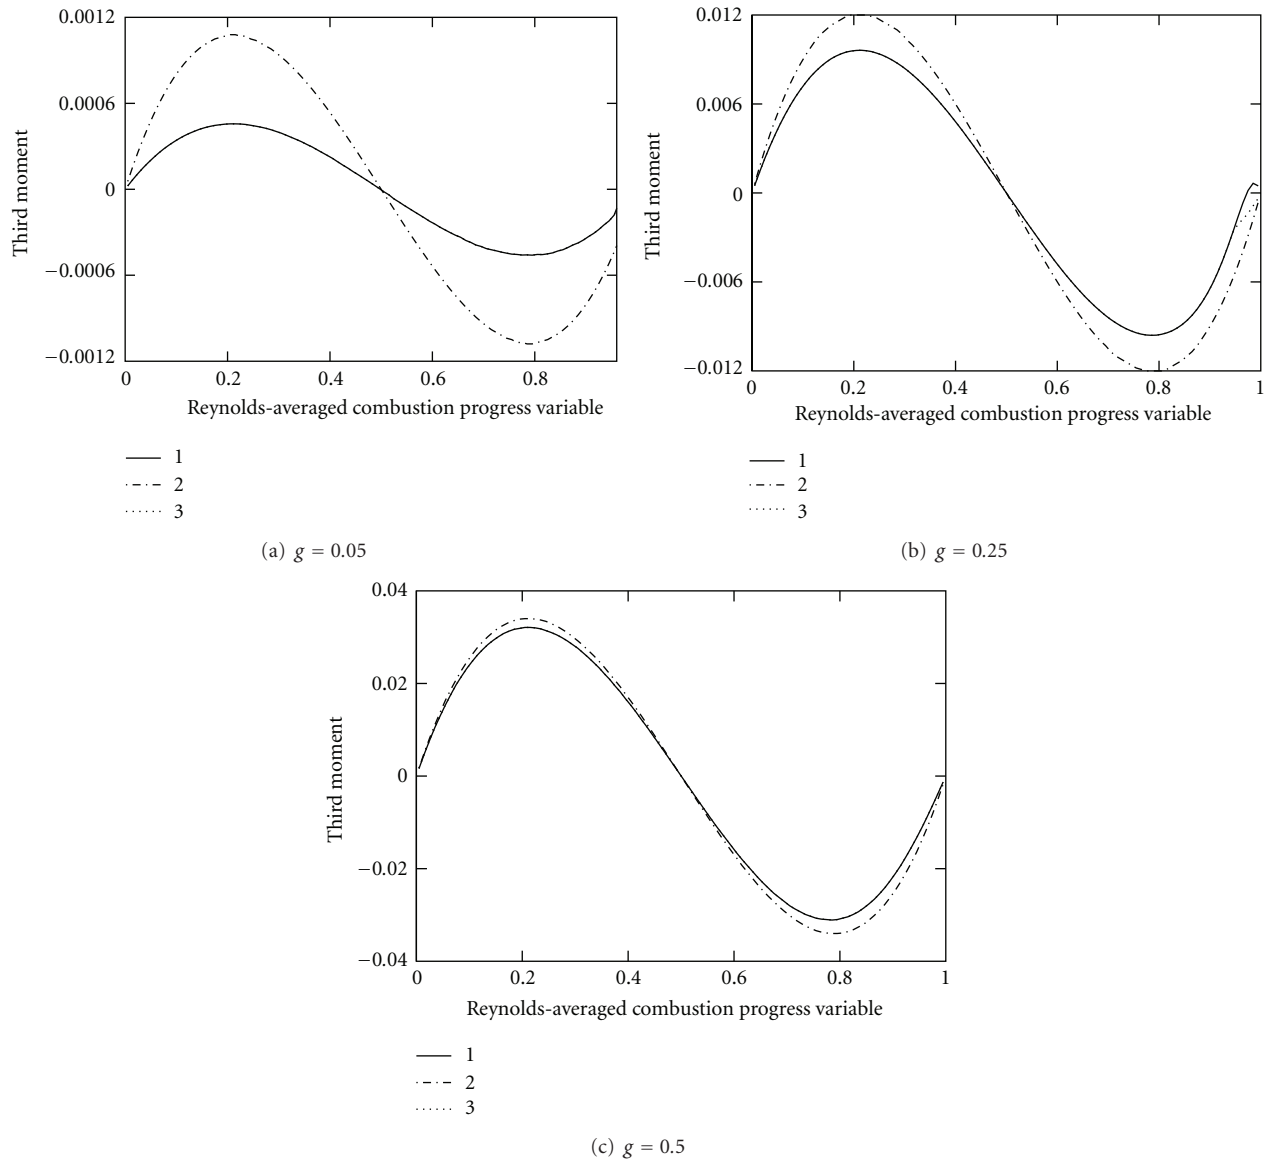 Third moment
0.0012
0.0006
0
−0.0006
−0.0012
0 0.2 0.4 0.6 0.8
Reynolds-averaged combustion progress variable
1
2
3
(a) g = 0.05
Third moment
0.012
0.006
0
−0.006
−0.012
0 0.2 0.4 0.6 0.8 1
Reynolds-averaged combustion progress variable
1
2
3
(b) g = 0.25
Third moment
0.04
0.02
0
−0.02
−0.04
0 0.2 0.4 0.6 0.8 1
Reynolds-averaged combustion progress variable
1
2
3
(c) g = 0.5